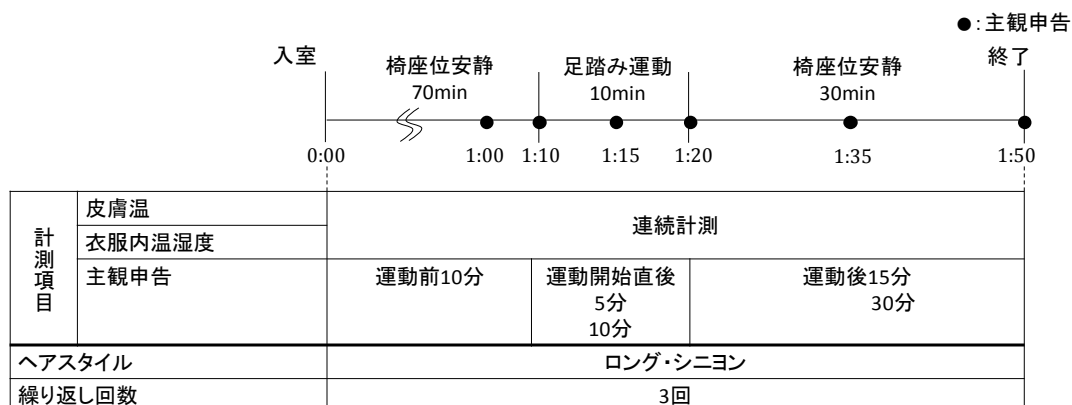 ●:主観申告
入室
椅座位安静
70min
足踏み運動
10min
椅座位安静
30min
終了
0:00
1:00
1:10
1:15
1:20
1:35
1:50
計測項目
皮膚温
衣服内温湿度
連続計測
主観申告
運動前10分
運動開始直後
5分
10分
運動後15分
30分
ヘアスタイル
ロング・シニヨン
繰り返し回数
3回